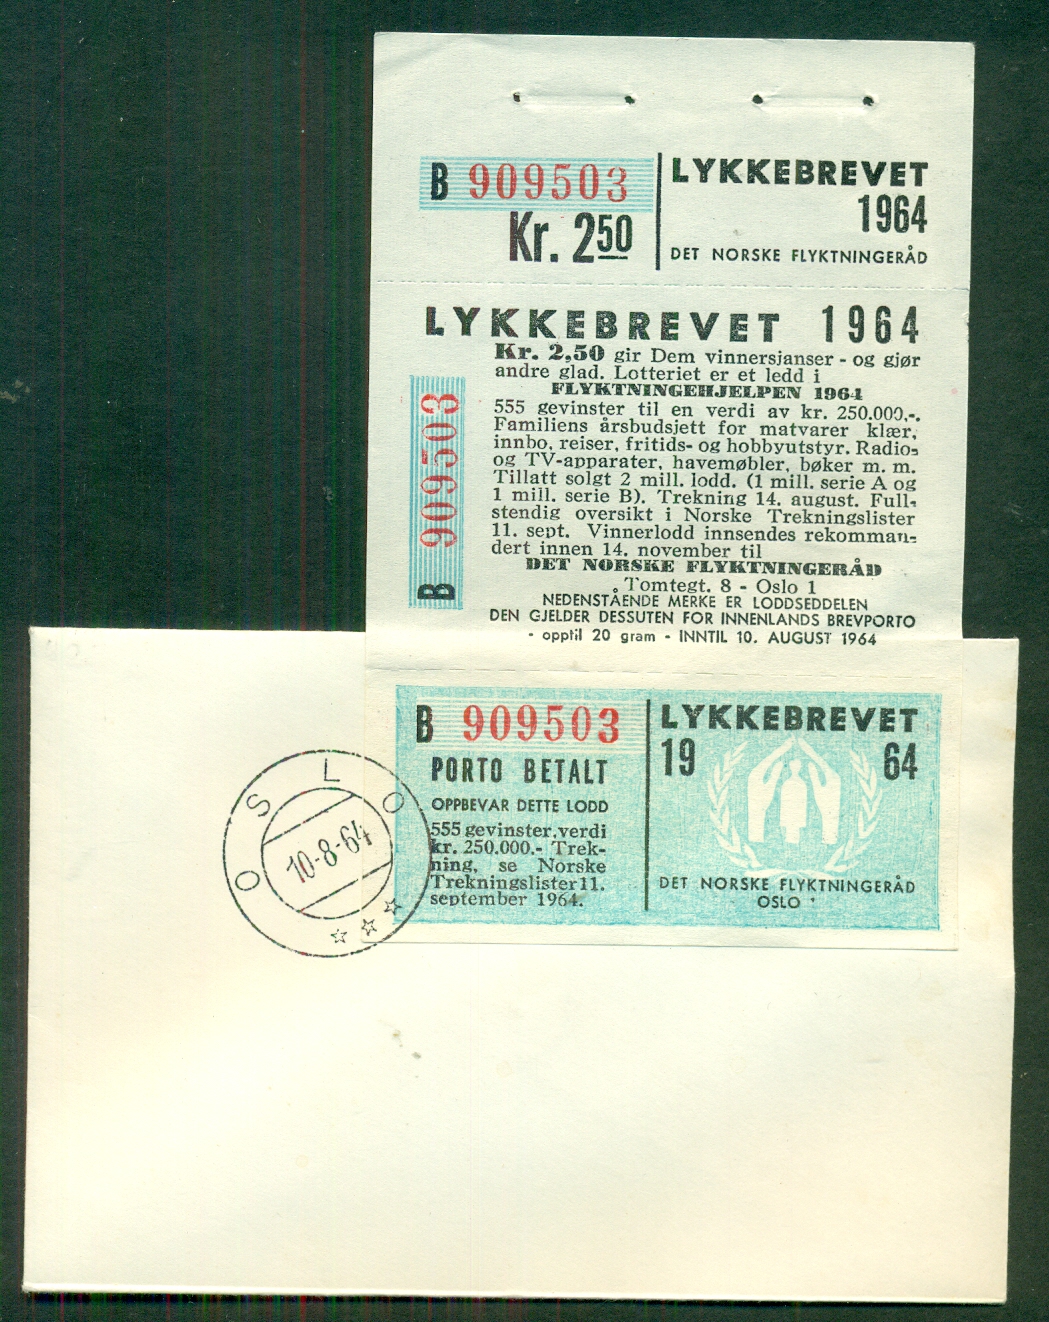 B 909503
Kr. 2.50
LYKKEBREVET
1964
DET NORSKE FLYKTNINGERÅD
LYKKEBREVET 1964
B 909503
Kr. 2,50 gir Dem vinnersjanser - og gjør
andre glad. Lotteriet er et ledd i
FLYKTNINGEHJELPEN 1964
555 gevinster til en verdi av kr. 250.000,-.
Familiens årsbudsjett for matvarer klær,
innbo, reiser, fritids- og hobbyutstyr. Radio-
og TV-apparater, havemøbler, bøker m. m.
Tillatt solgt 2 mill. lodd. (1 mill. serie A og
1 mill. serie B). Trekning 14. august. Full-
stendig oversikt i Norske Trekningslister
11. sept. Vinnerlodd innsendes rekomman-
dert innen 14. november til
DET NORSKE FLYKTNINGERÅD
Tomtegt. 8 - Oslo 1
NEDENSTÅENDE MERKE ER LODDSEDDELEN
DEN GJELDER DESSUTEN FOR INNENLANDS BREVPORTO
- opptil 20 gram - INNTIL 10. AUGUST 1964
B 909503
PORTO BETALT
OPPBEVAR DETTE LODD
555 gevinster, verdi
kr. 250.000.- Trek-
ning, se Norske
Trekningslister 11.
september 1964.
LYKKEBREVET
19 64
DET NORSKE FLYKTNINGERÅD
OSLO
OSLO
10-8-64